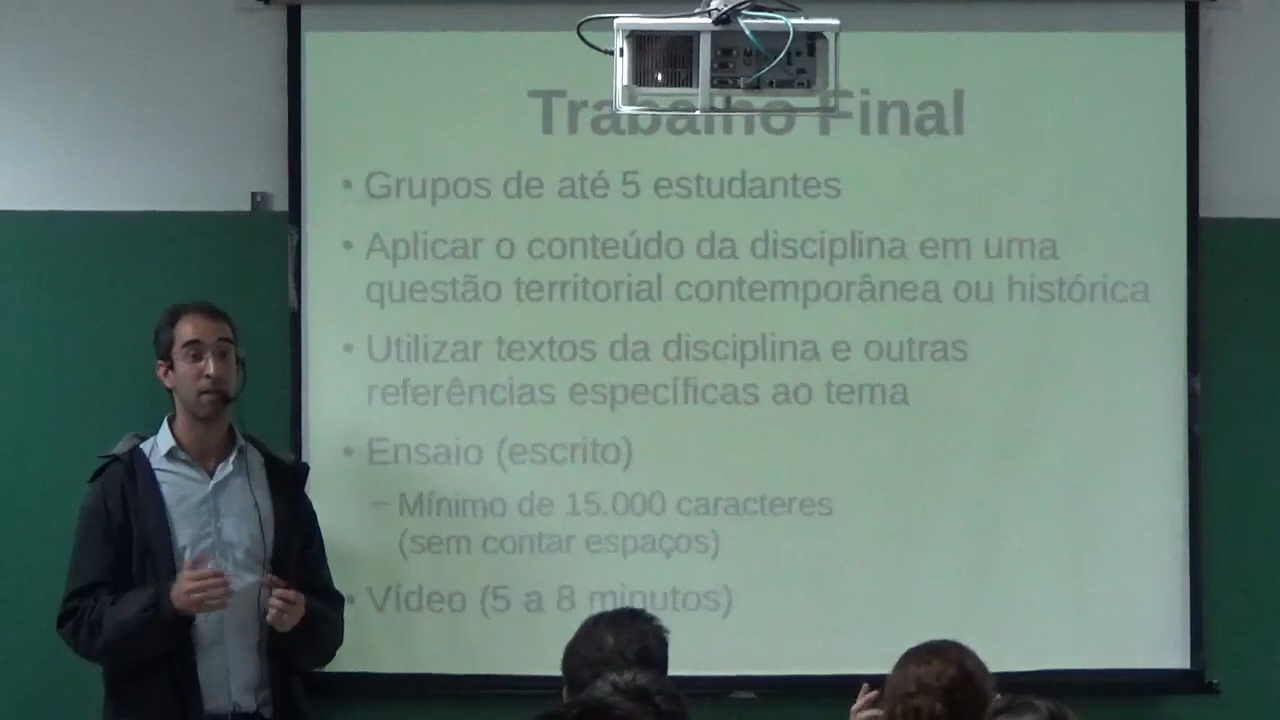 Trabalho Final
• Grupos de até 5 estudantes
• Aplicar o conteúdo da disciplina em uma
questão territorial contemporânea ou histórica
• Utilizar textos da disciplina e outras
referências específicas ao tema
• Ensaio (escrito)
– Mínimo de 15.000 caracteres
(sem contar espaços)
• Vídeo (5 a 8 minutos)